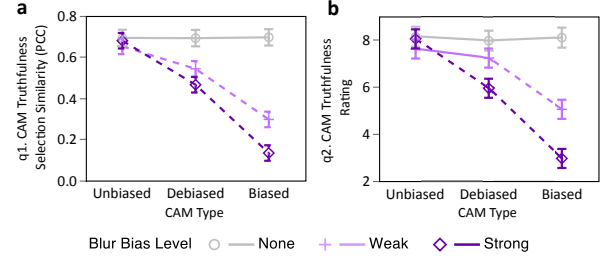 a
q1. CAM Truthfulness
Selection Similarity (PCC)
0.8
0.6
0.4
0.2
0.0
Unbiased Debiased Biased
CAM Type
b
q2. CAM Truthfulness
Rating
8
6
4
2
Unbiased Debiased Biased
CAM Type
Blur Bias Level None Weak Strong